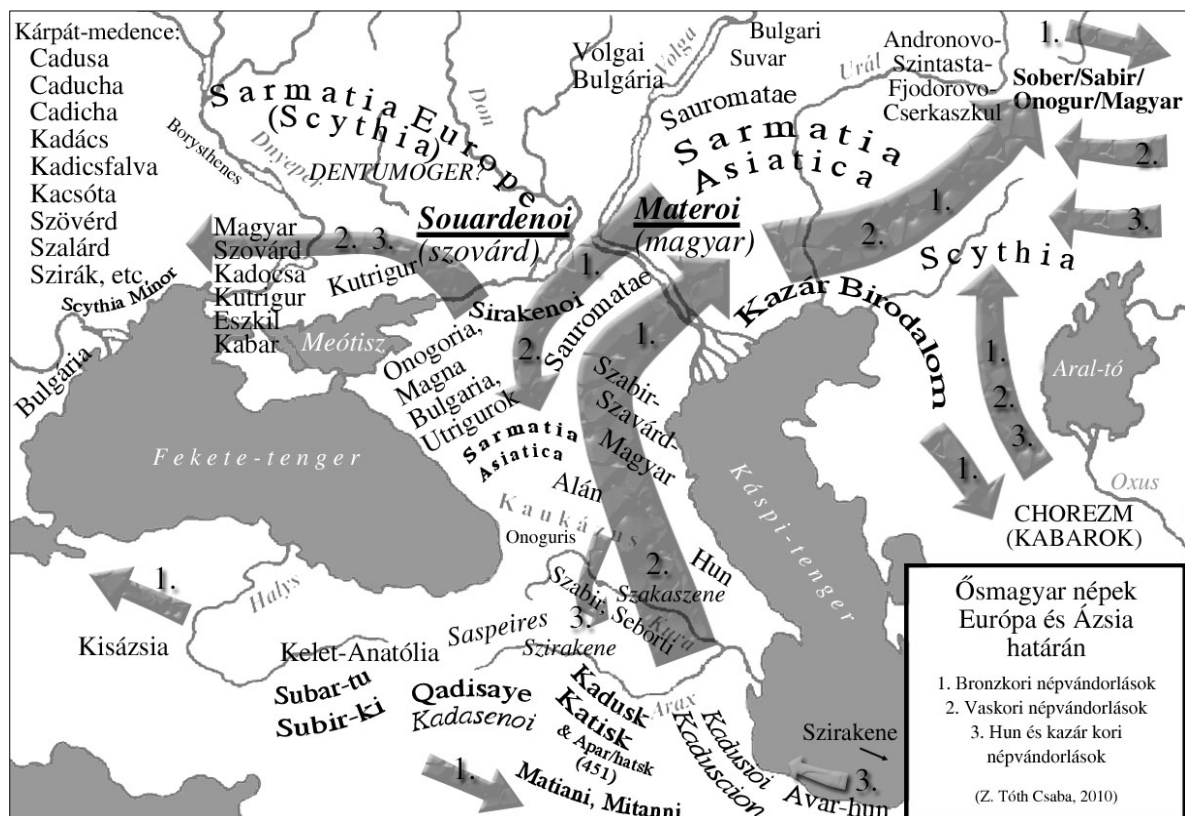 Kárpát-medence:
Cadusa
Caducha
Cadicha
Kadács
Kadicsfalva
Kacsóta
Szövérd
Szalárd
Szirák, etc.
Scythia Minor
Bulgária
Borysthenes
Dnyeper
Sarmatia Europe
(Scythia)
DENTUMOGER?
Don
Volgai
Bulgária
Volga
Bulgari
Suvar
Sauromatae
Sarmatia
Asiatica
Urál
Andronovo-
Szintasta-
Fjodorovo-
Cserkaszkul
1.
Sober/Sabir/
Onogur/Magyar
2.
3.
1.
2.
Scythia
Souardenoi
(szovárd)
Materoi
(magyar)
2. 3.
Magyar
Szovárd
Kadocsa
Kutrigur
Eszkil
Kabar
Kutrigur
Meótisz
1.
2.
Sirakenoi
Sauromatae
Onogoria,
Magna
Bulgária,
Utrigurok
Sarmatia
Asiatica
1.
Szabir-
Szavárd-
Magyar
2.
Kazár Birodalom
1.
2.
3.
Aral-tó
Oxus
1.
CHOREZM
(KABAROK)
Fekete-tenger
Káspi-tenger
Alán
Kaukázus
Onoguris
Hun
Szakaszene
Szabir, Seborti
Kura
3.
Szirakene
Saspeires
1.
Halys
Kisázsia
Kelet-Anatólia
Subar-tu
Subir-ki
Qadisaye
Kadasenoi
Kadusk
Katisk
& Apar/hatsk
(451)
Arax
Kadusioi
Kaduscion
1.
Matiani, Mitanni
Szirakene
3.
Avar-hun
Ősmagyar népek
Európa és Ázsia
határán
1. Bronzkori népvándorlások
2. Vaskori népvándorlások
3. Hun és kazár kori
népvándorlások
(Z. Tóth Csaba, 2010)